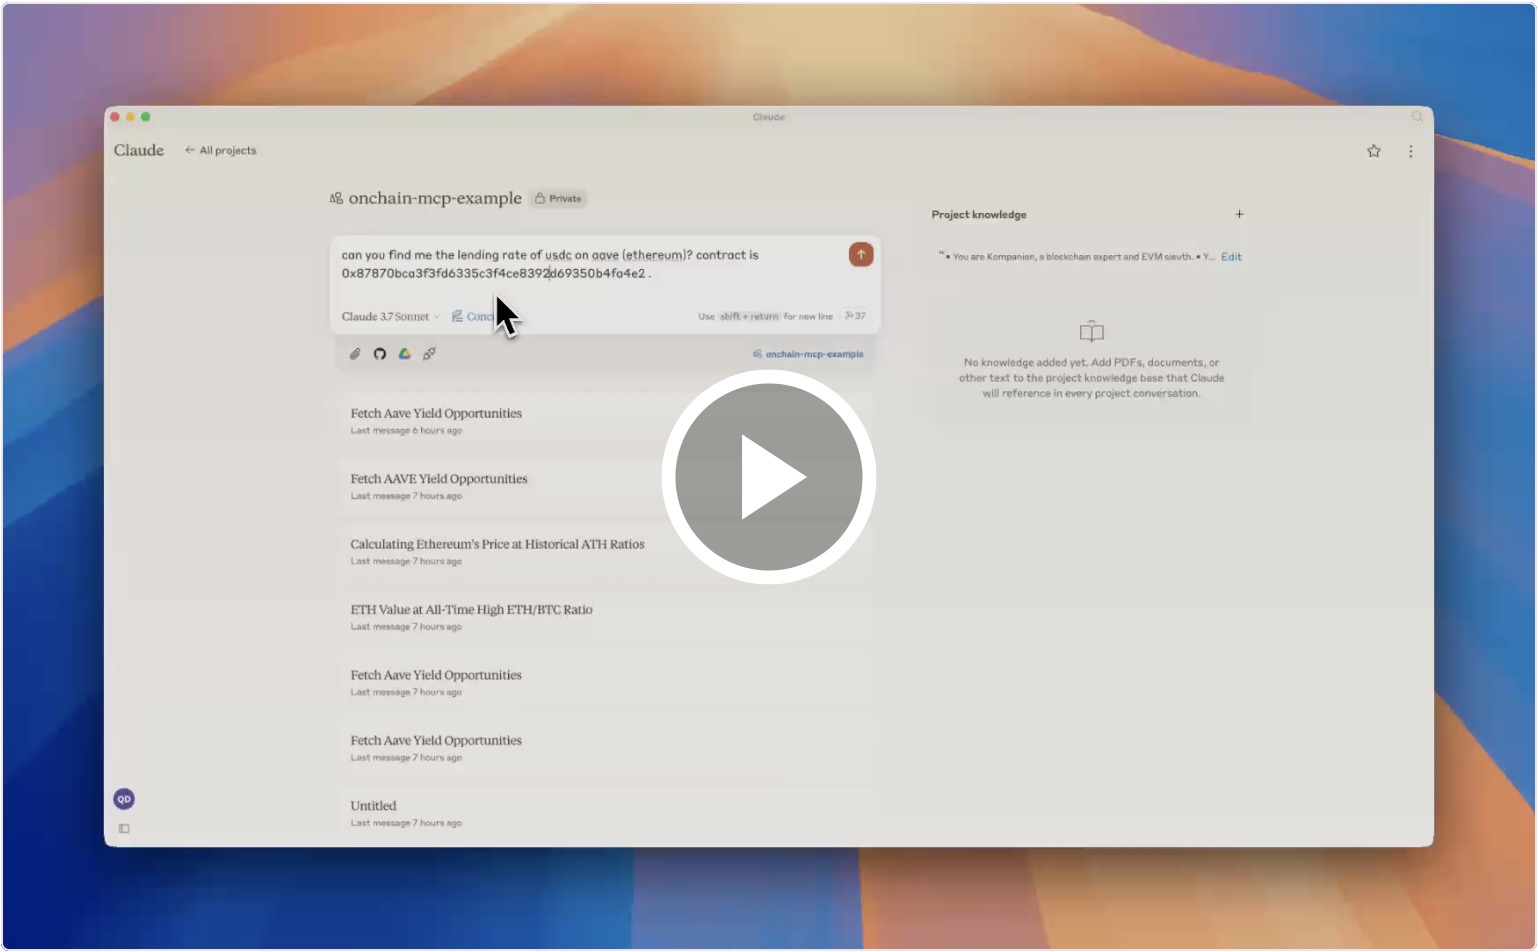 Claude
Claude
← All projects
onchain-mcp-example
Private
can you find me the lending rate of usdc on aave (ethereum)? contract is
0x87870bca3f3fd6335c3f4ce8392d69350b4fa4e2 .
Claude 3.7 Sonnet
Use shift + return for new line
37
onchain-mcp-example
Fetch Aave Yield Opportunities
Last message 6 hours ago
Fetch AAVE Yield Opportunities
Last message 7 hours ago
Calculating Ethereum's Price at Historical ATH Ratios
Last message 7 hours ago
ETH Value at All-Time High ETH/BTC Ratio
Last message 7 hours ago
Fetch Aave Yield Opportunities
Last message 7 hours ago
Fetch Aave Yield Opportunities
Last message 7 hours ago
Untitled
Last message 7 hours ago
QD
Project knowledge
+
"• You are Kompanion, a blockchain expert and EVM sleuth. • Y... Edit
No knowledge added yet. Add PDFs, documents, or
other text to the project knowledge base that Claude
will reference in every project conversation.